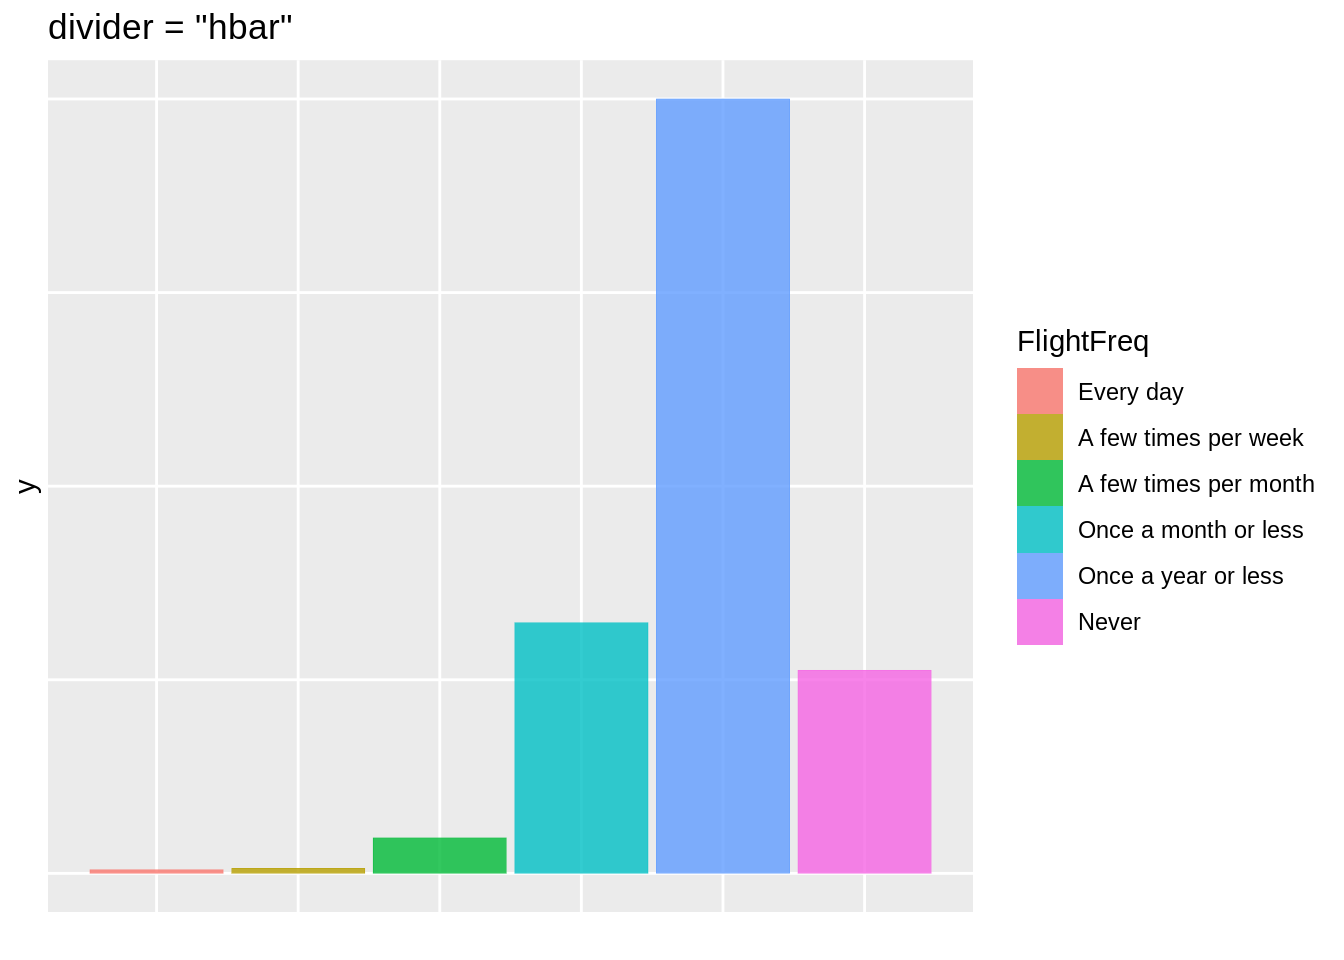 divider = "hbar"
y
FlightFreq
Every day
A few times per week
A few times per month
Once a month or less
Once a year or less
Never